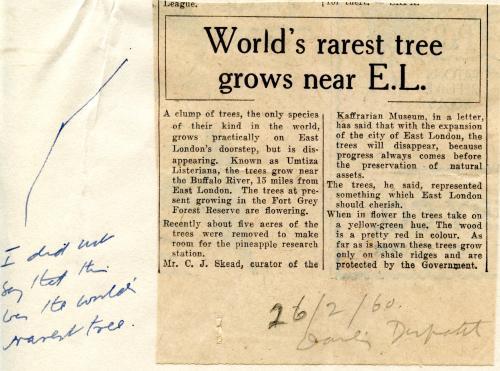 League.
World's rarest tree
grows near E.L.
A clump of trees, the only species
of their kind in the world,
grows practically on East
London's doorstep, but is dis-
appearing. Known as Umtiza
Listeriana, the trees grow near
the Buffalo River, 15 miles from
East London. The trees at pre-
sent growing in the Fort Grey
Forest Reserve are flowering.
Recently about five acres of the
trees were removed to make
room for the pineapple research
station.
Mr. C. J. Skead, curator of the
Kaffrarian Museum, in a letter,
has said that with the expansion
of the city of East London, the
trees will disappear, because
progress always comes before
the preservation of natural
assets.
The trees, he said, represented
something which East London
should cherish.
When in flower the trees take on
a yellow-green hue. The wood
is a pretty red in colour. As
far as is known these trees grow
only on shale ridges and are
protected by the Government.
I did not
say that this
was the world's
rarest tree.
26/2/60.
Daily Dispatch